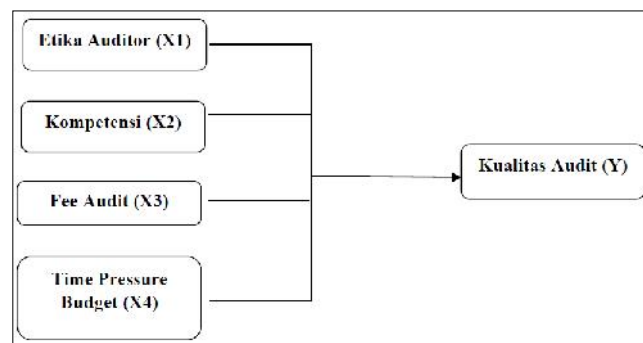 Etika Auditor (X1)
Kompetensi (X2)
Kualitas Audit (Y)
Fee Audit (X3)
Time Pressure
Budget (X4)